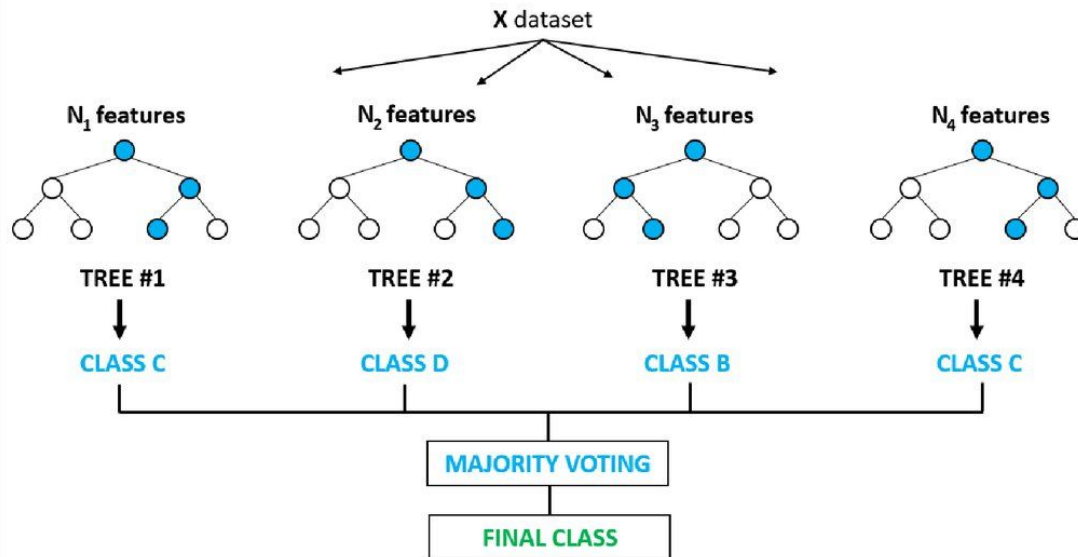 X dataset
N₁ features
N₂ features
N₃ features
N₄ features
TREE #1
TREE #2
TREE #3
TREE #4
CLASS C
CLASS D
CLASS B
CLASS C
MAJORITY VOTING
FINAL CLASS